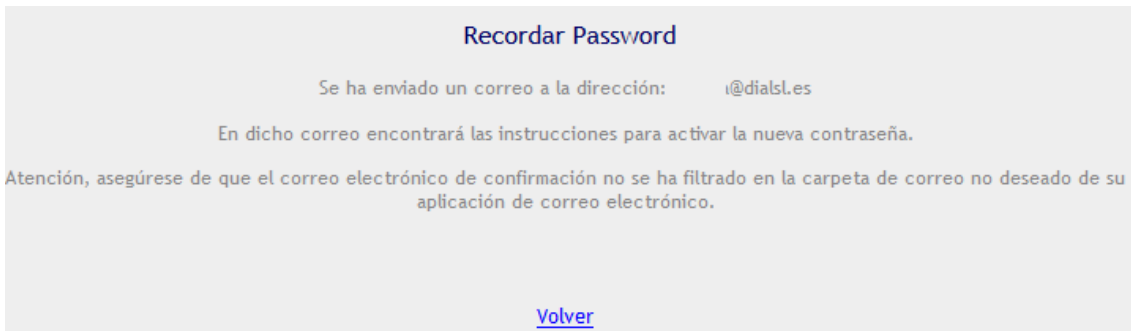 Recordar Password
Se ha enviado un correo a la dirección: @dialsl.es
En dicho correo encontrará las instrucciones para activar la nueva contraseña.
Atención, asegúrese de que el correo electrónico de confirmación no se ha filtrado en la carpeta de correo no deseado de su
aplicación de correo electrónico.
Volver